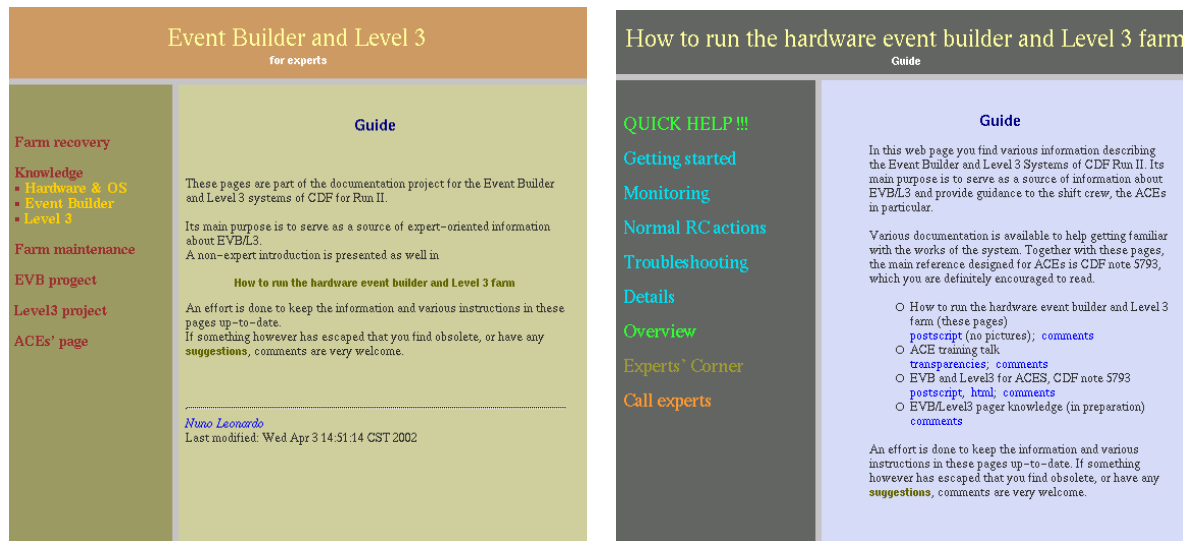 Event Builder and Level 3
for experts
Farm recovery
Knowledge
▪ Hardware & OS
▪ Event Builder
▪ Level 3
Farm maintenance
EVB progect
Level3 project
ACEs' page
Guide
These pages are part of the documentation project for the Event Builder
and Level 3 systems of CDF for Run II.
Its main purpose is to serve as a source of expert-oriented information
about EVB/L3.
A non-expert introduction is presented as well in
How to run the hardware event builder and Level 3 farm
An effort is done to keep the information and various instructions in these
pages up-to-date.
If something however has escaped that you find obsolete, or have any
suggestions, comments are very welcome.
Nuno Leonardo
Last modified: Wed Apr 3 14:51:14 CST 2002
How to run the hardware event builder and Level 3 farm
Guide
QUICK HELP !!!
Getting started
Monitoring
Normal RC actions
Troubleshooting
Details
Overview
Experts` Corner
Call experts
Guide
In this web page you find various information describing
the Event Builder and Level 3 Systems of CDF Run II. Its
main purpose is to serve as a source of information about
EVB/L3 and provide guidance to the shift crew, the ACEs
in particular.
Various documentation is available to help getting familiar
with the works of the system. Together with these pages,
the main reference designed for ACEs is CDF note 5793,
which you are definitely encouraged to read.
○ How to run the hardware event builder and Level 3
farm (these pages)
postscript (no pictures); comments
○ ACE training talk
transparencies; comments
○ EVB and Level3 for ACES, CDF note 5793
postscript, html; comments
○ EVB/Level3 pager knowledge (in preparation)
comments
An effort is done to keep the information and various
instructions in these pages up-to-date. If something
however has escaped that you find obsolete, or have any
suggestions, comments are very welcome.